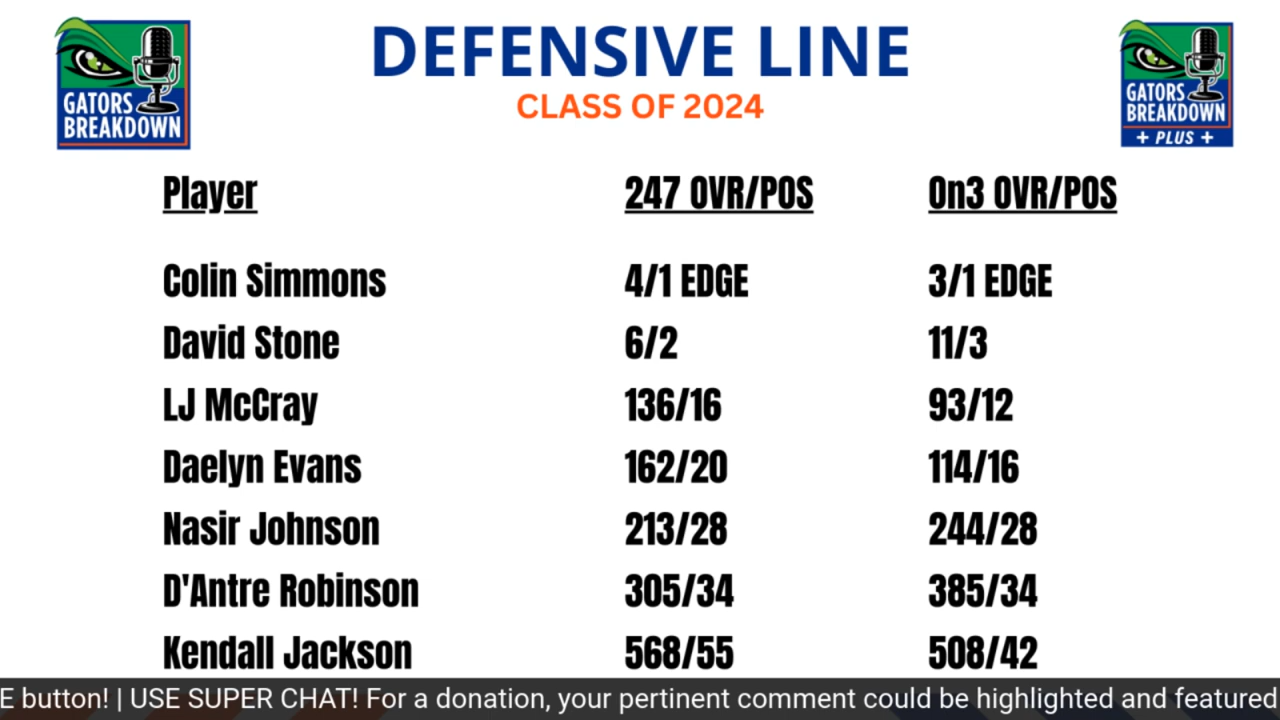 DEFENSIVE LINE
CLASS OF 2024
GATORS
BREAKDOWN
GATORS
BREAKDOWN
+ PLUS +
Player 247 OVR/POS On3 OVR/POS
Colin Simmons 4/1 EDGE 3/1 EDGE
David Stone 6/2 11/3
LJ McCray 136/16 93/12
Daelyn Evans 162/20 114/16
Nasir Johnson 213/28 244/28
D'Antre Robinson 305/34 385/34
Kendall Jackson 568/55 508/42
E button! | USE SUPER CHAT! For a donation, your pertinent comment could be highlighted and featured